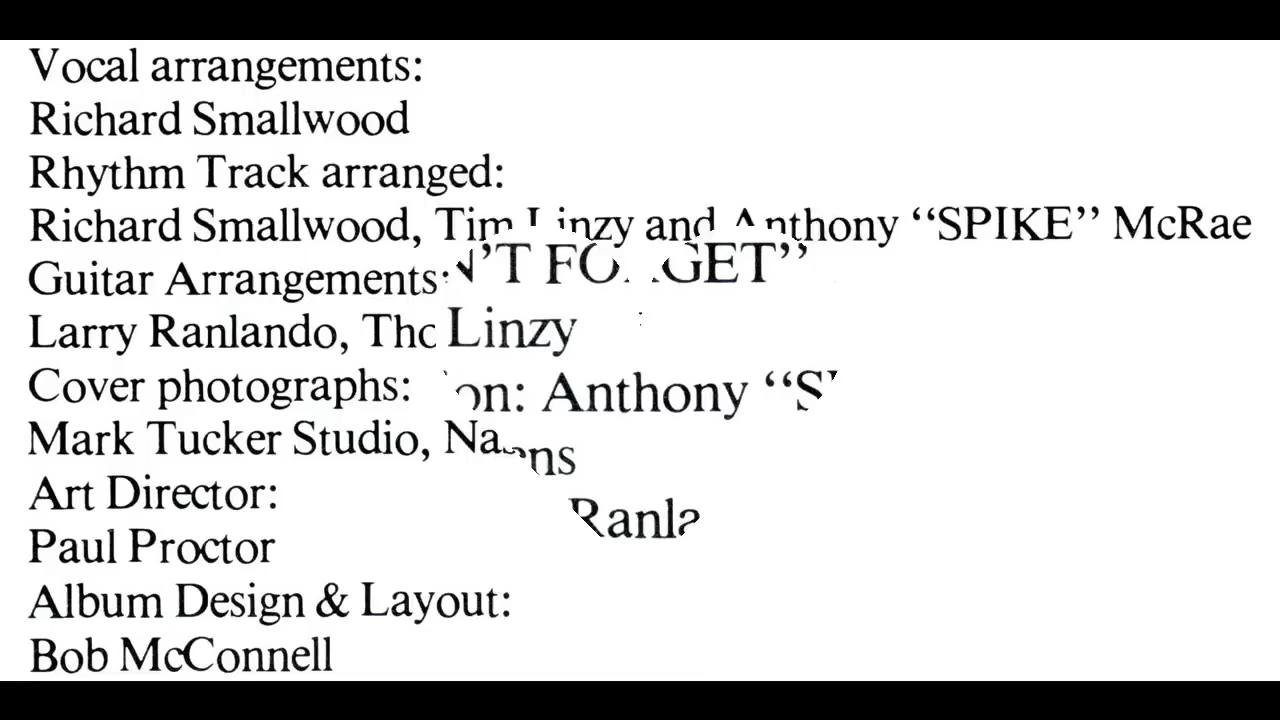 Vocal arrangements:
Richard Smallwood
Rhythm Track arranged:
Richard Smallwood, Tim Linzy and Anthony “SPIKE” McRae
GET”
Guitar Arrangements:
Larry Ranlando,
Linzy
Cover photographs:
Anthony
Mark Tucker Studio,
Art Director:
Paul Proctor
Album Design & Layout:
Bob McConnell